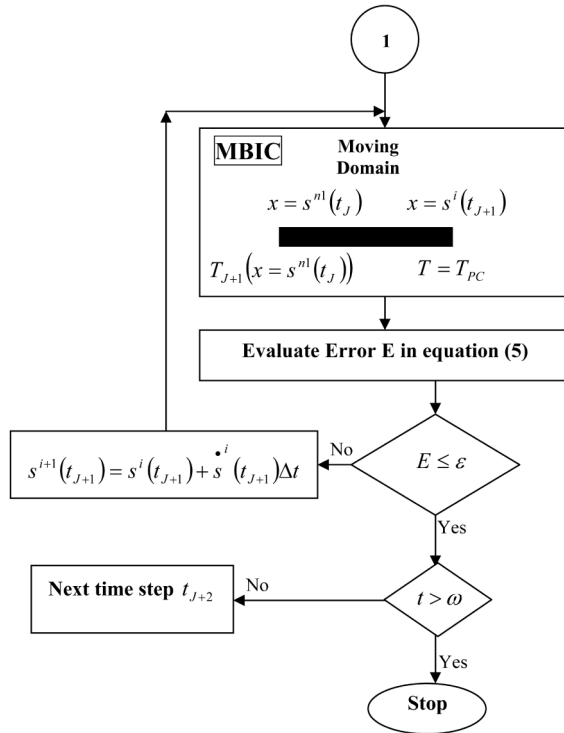 1
MBIC
Moving
Domain
x = s^{n1}(t_J) x = s^i(t_{J+1})
T_{J+1}(x = s^{n1}(t_J)) T = T_{PC}
Evaluate Error E in equation (5)
No
s^{i+1}(t_{J+1}) = s^i(t_{J+1}) + \dot{s}^i(t_{J+1})Δt
E ≤ ε
Yes
Next time step t_{J+2}
No
t > ω
Yes
Stop